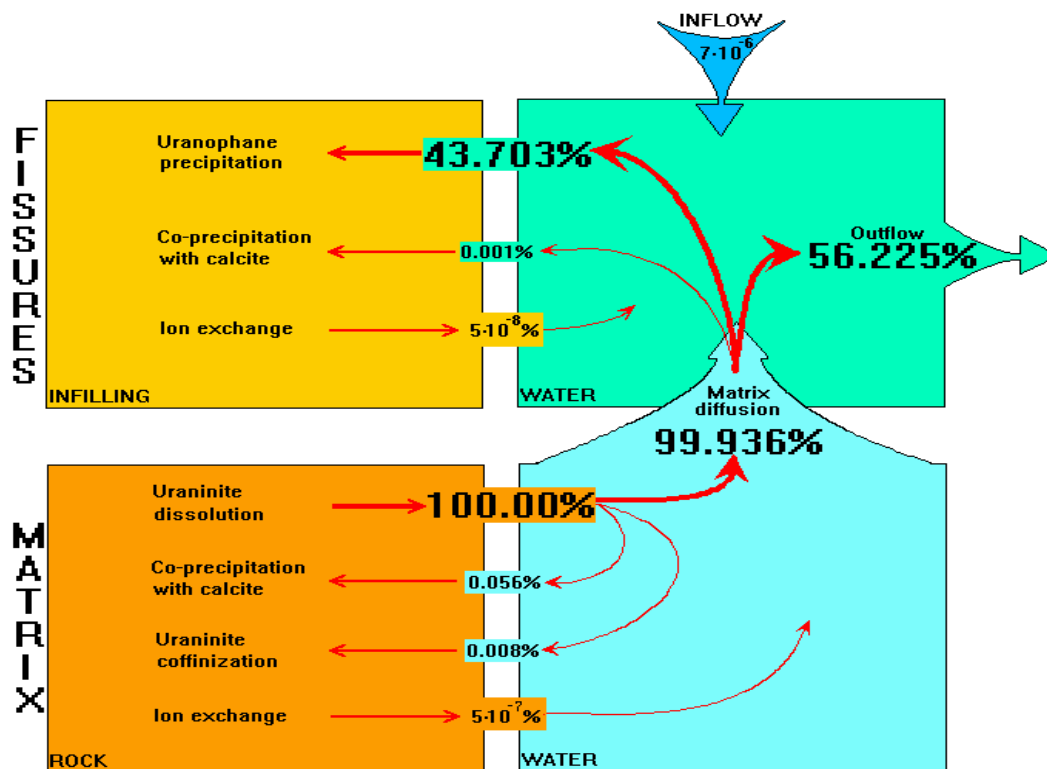 INFLOW
7·10⁻⁶
FISSURES
Uranophane
precipitation
43.703%
Co-precipitation
with calcite
0.001%
Outflow
56.225%
Ion exchange
5·10⁻⁸%
INFILLING
WATER
Matrix
diffusion
99.936%
MATRIX
Uraninite
dissolution
100.00%
Co-precipitation
with calcite
0.056%
Uraninite
coffinization
0.008%
Ion exchange
5·10⁻⁷%
ROCK
WATER